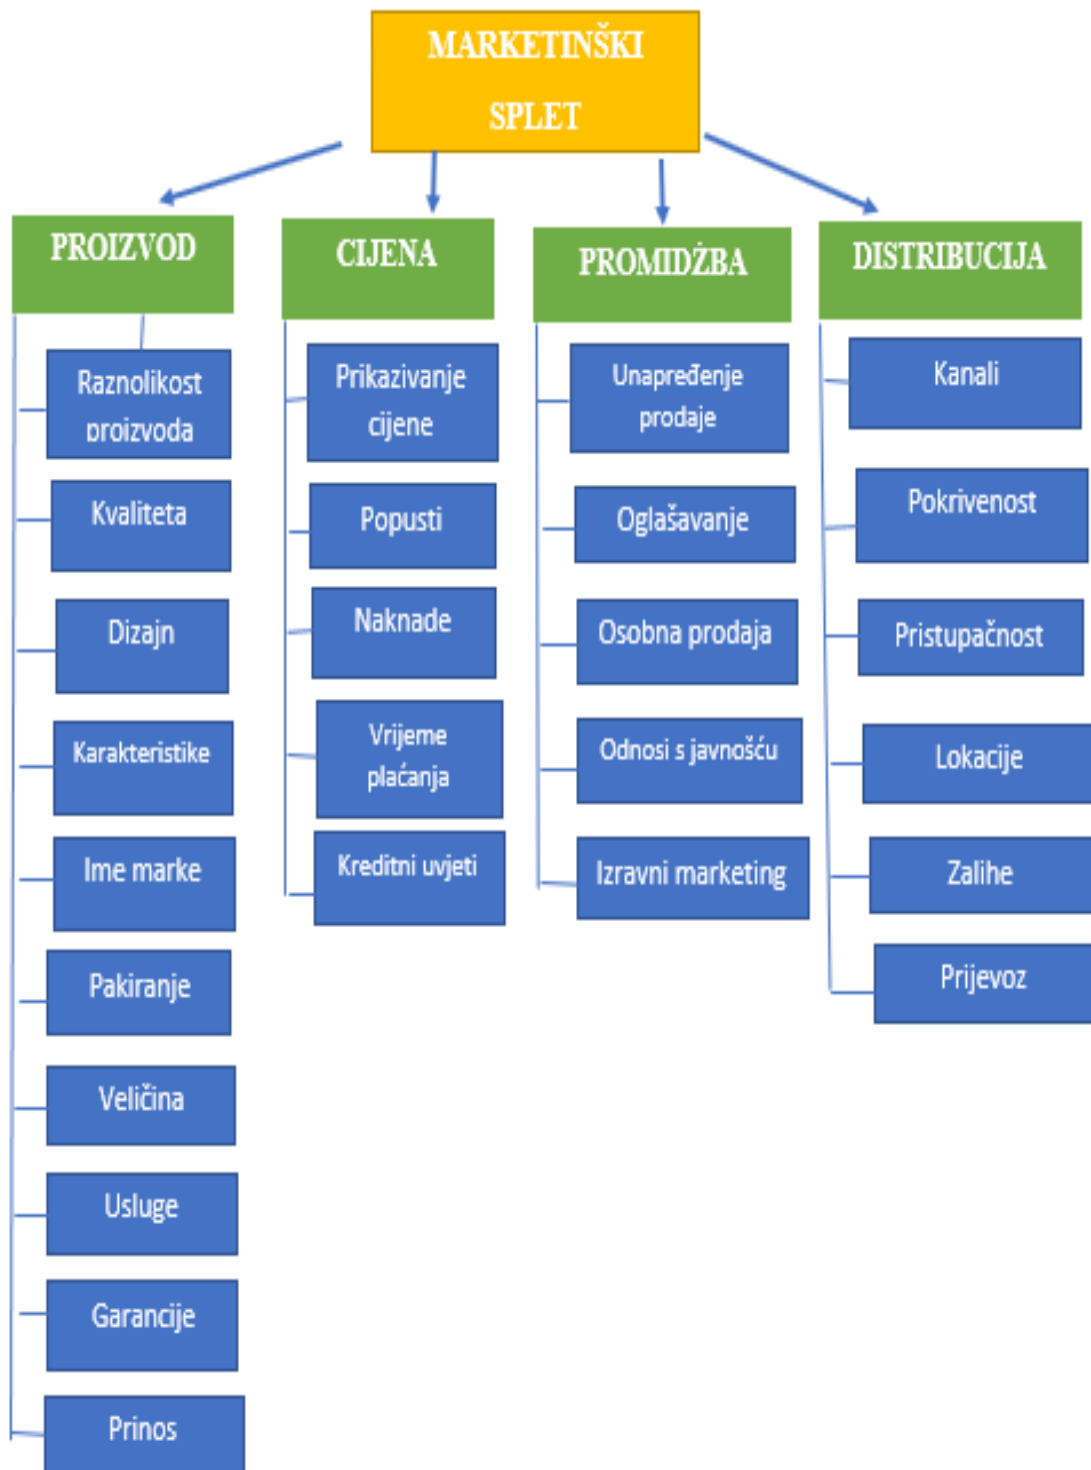 MARKETINŠKI
SPLET
PROIZVOD
Raznolikost
proizvoda
Kvaliteta
Dizajn
Karakteristike
Ime marke
Pakiranje
Veličina
Usluge
Garancije
Prinos
CIJENA
Prikazivanje
cijene
Popusti
Naknade
Vrijeme
plaćanja
Kreditni uvjeti
PROMIDŽBA
Unapređenje
prodaje
Oglašavanje
Osobna prodaja
Odnosi s javnošću
Izravni marketing
DISTRIBUCIJA
Kanali
Pokrivenost
Pristupačnost
Lokacije
Zalihe
Prijevoz